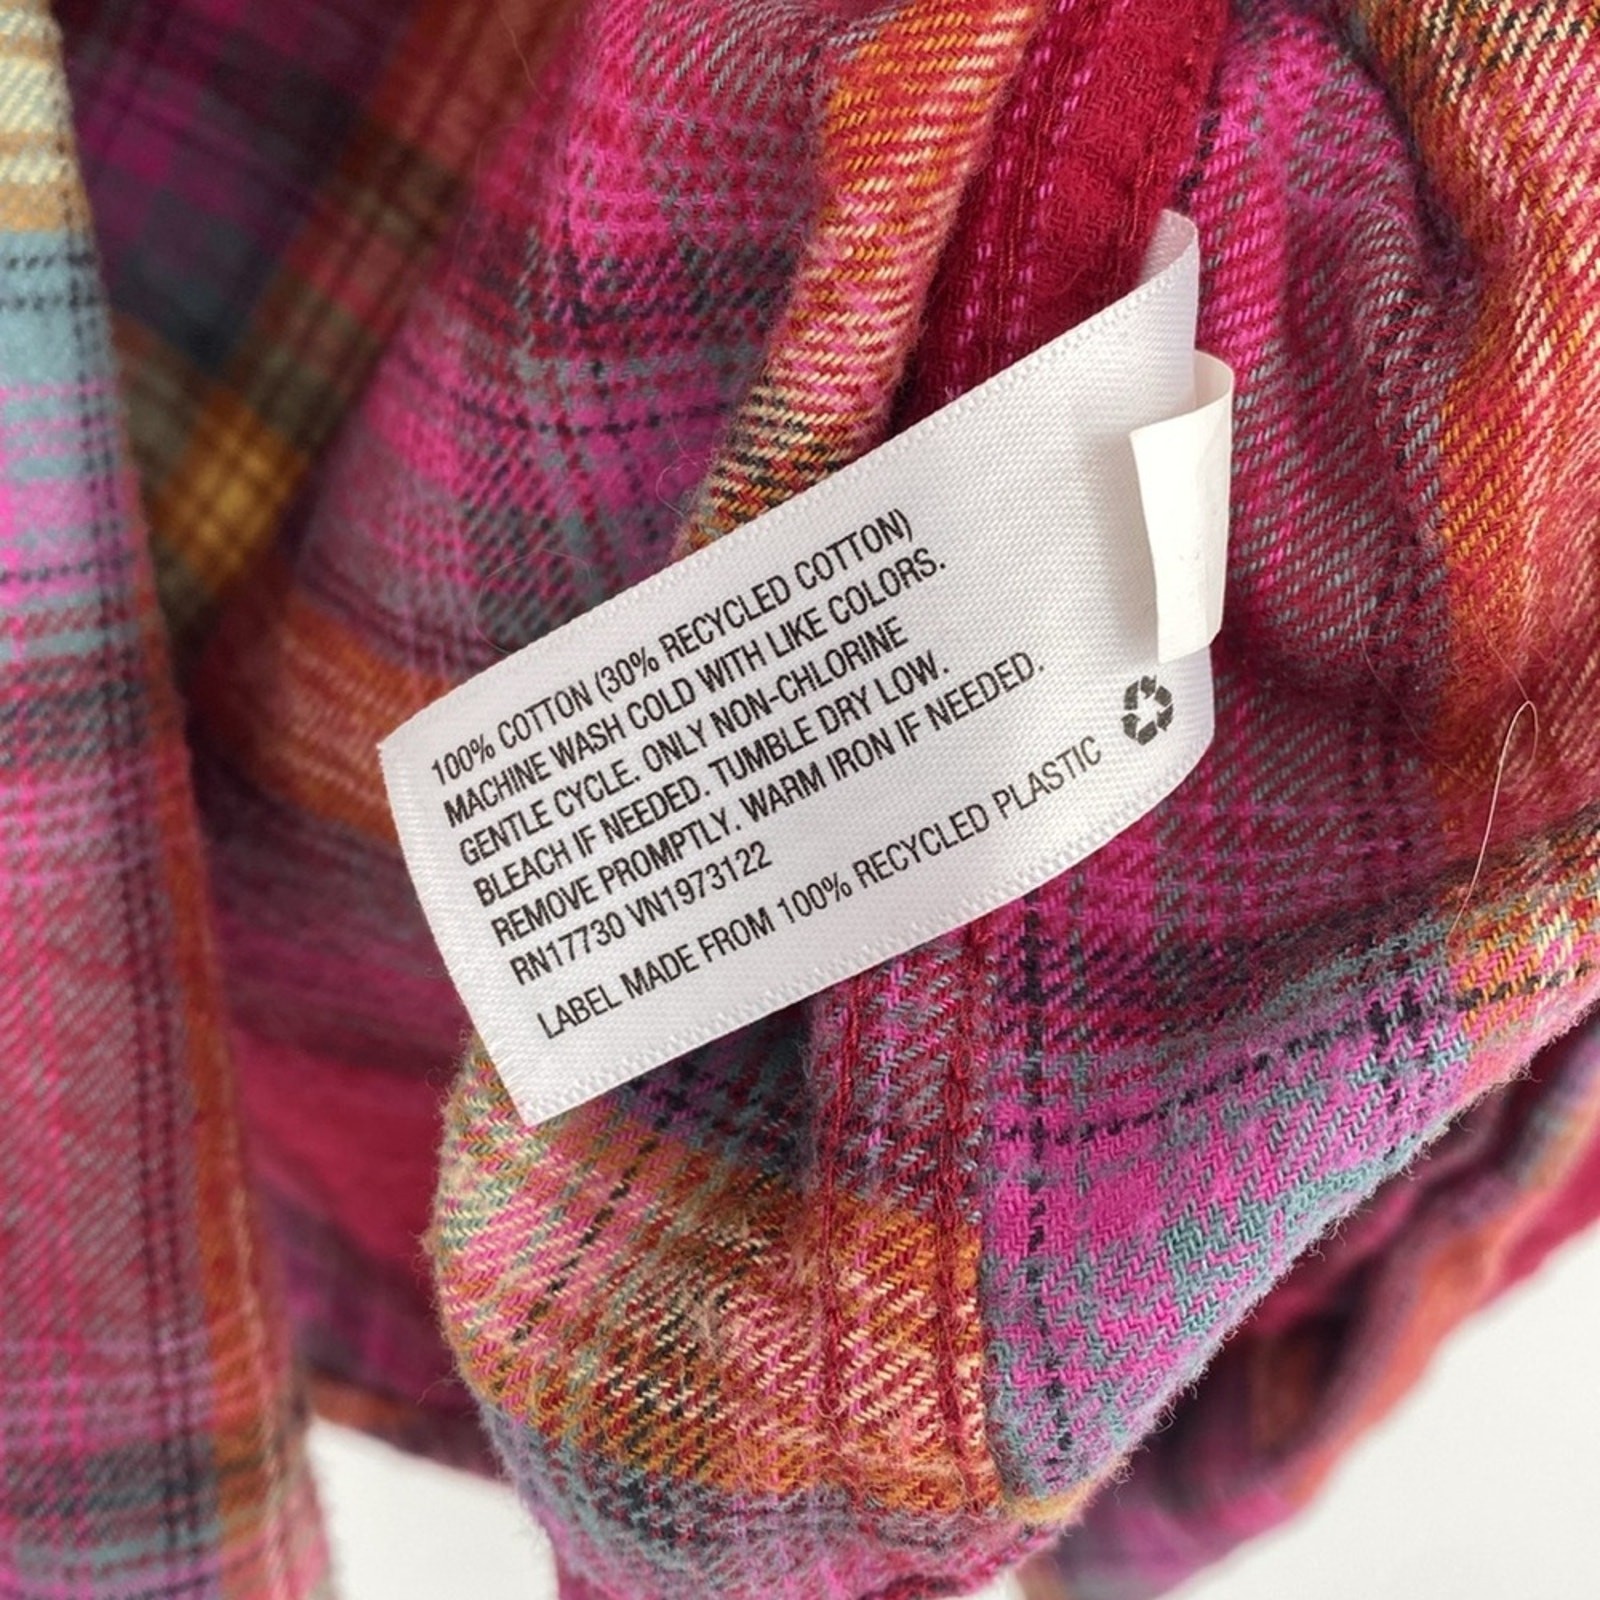 100% COTTON (30% RECYCLED COTTON)
MACHINE WASH COLD WITH LIKE COLORS.
GENTLE CYCLE. ONLY NON-CHLORINE
BLEACH IF NEEDED. TUMBLE DRY LOW.
REMOVE PROMPTLY. WARM IRON IF NEEDED.
RN17730 VN1973122
LABEL MADE FROM 100% RECYCLED PLASTIC